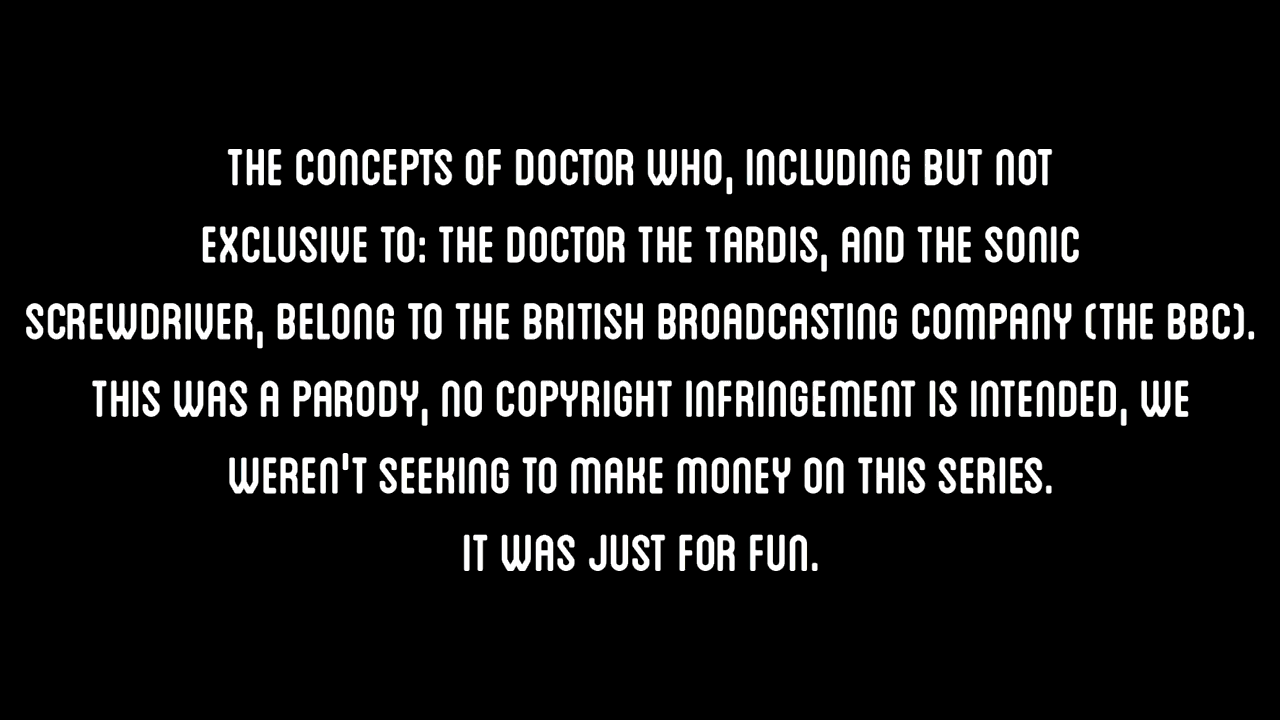 THE CONCEPTS OF DOCTOR WHO, INCLUDING BUT NOT
EXCLUSIVE TO: THE DOCTOR THE TARDIS, AND THE SONIC
SCREWDRIVER, BELONG TO THE BRITISH BROADCASTING COMPANY (THE BBC).
THIS WAS A PARODY, NO COPYRIGHT INFRINGEMENT IS INTENDED, WE
WEREN'T SEEKING TO MAKE MONEY ON THIS SERIES.
IT WAS JUST FOR FUN.